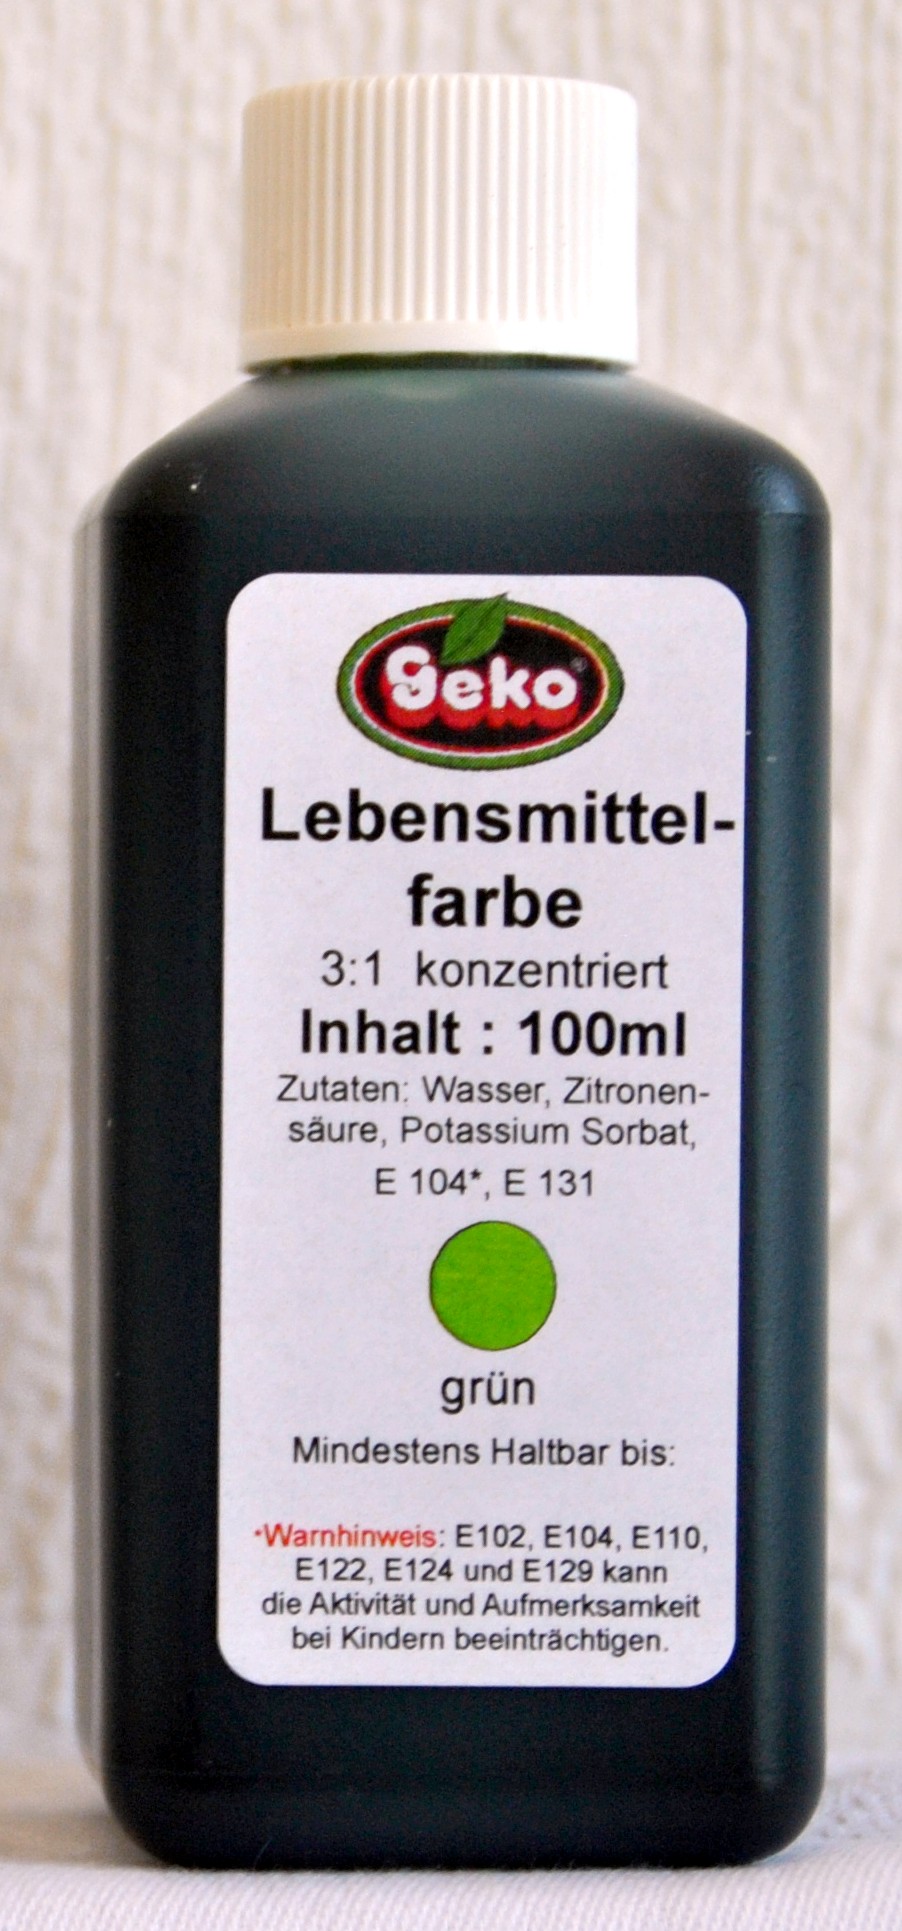 Geko®
Lebensmittel-
farbe
3:1 konzentriert
Inhalt : 100ml
Zutaten: Wasser, Zitronen-
säure, Potassium Sorbat,
E 104*, E 131
grün
Mindestens Haltbar bis:
*Warnhinweis: E102, E104, E110,
E122, E124 und E129 kann
die Aktivität und Aufmerksamkeit
bei Kindern beeinträchtigen.